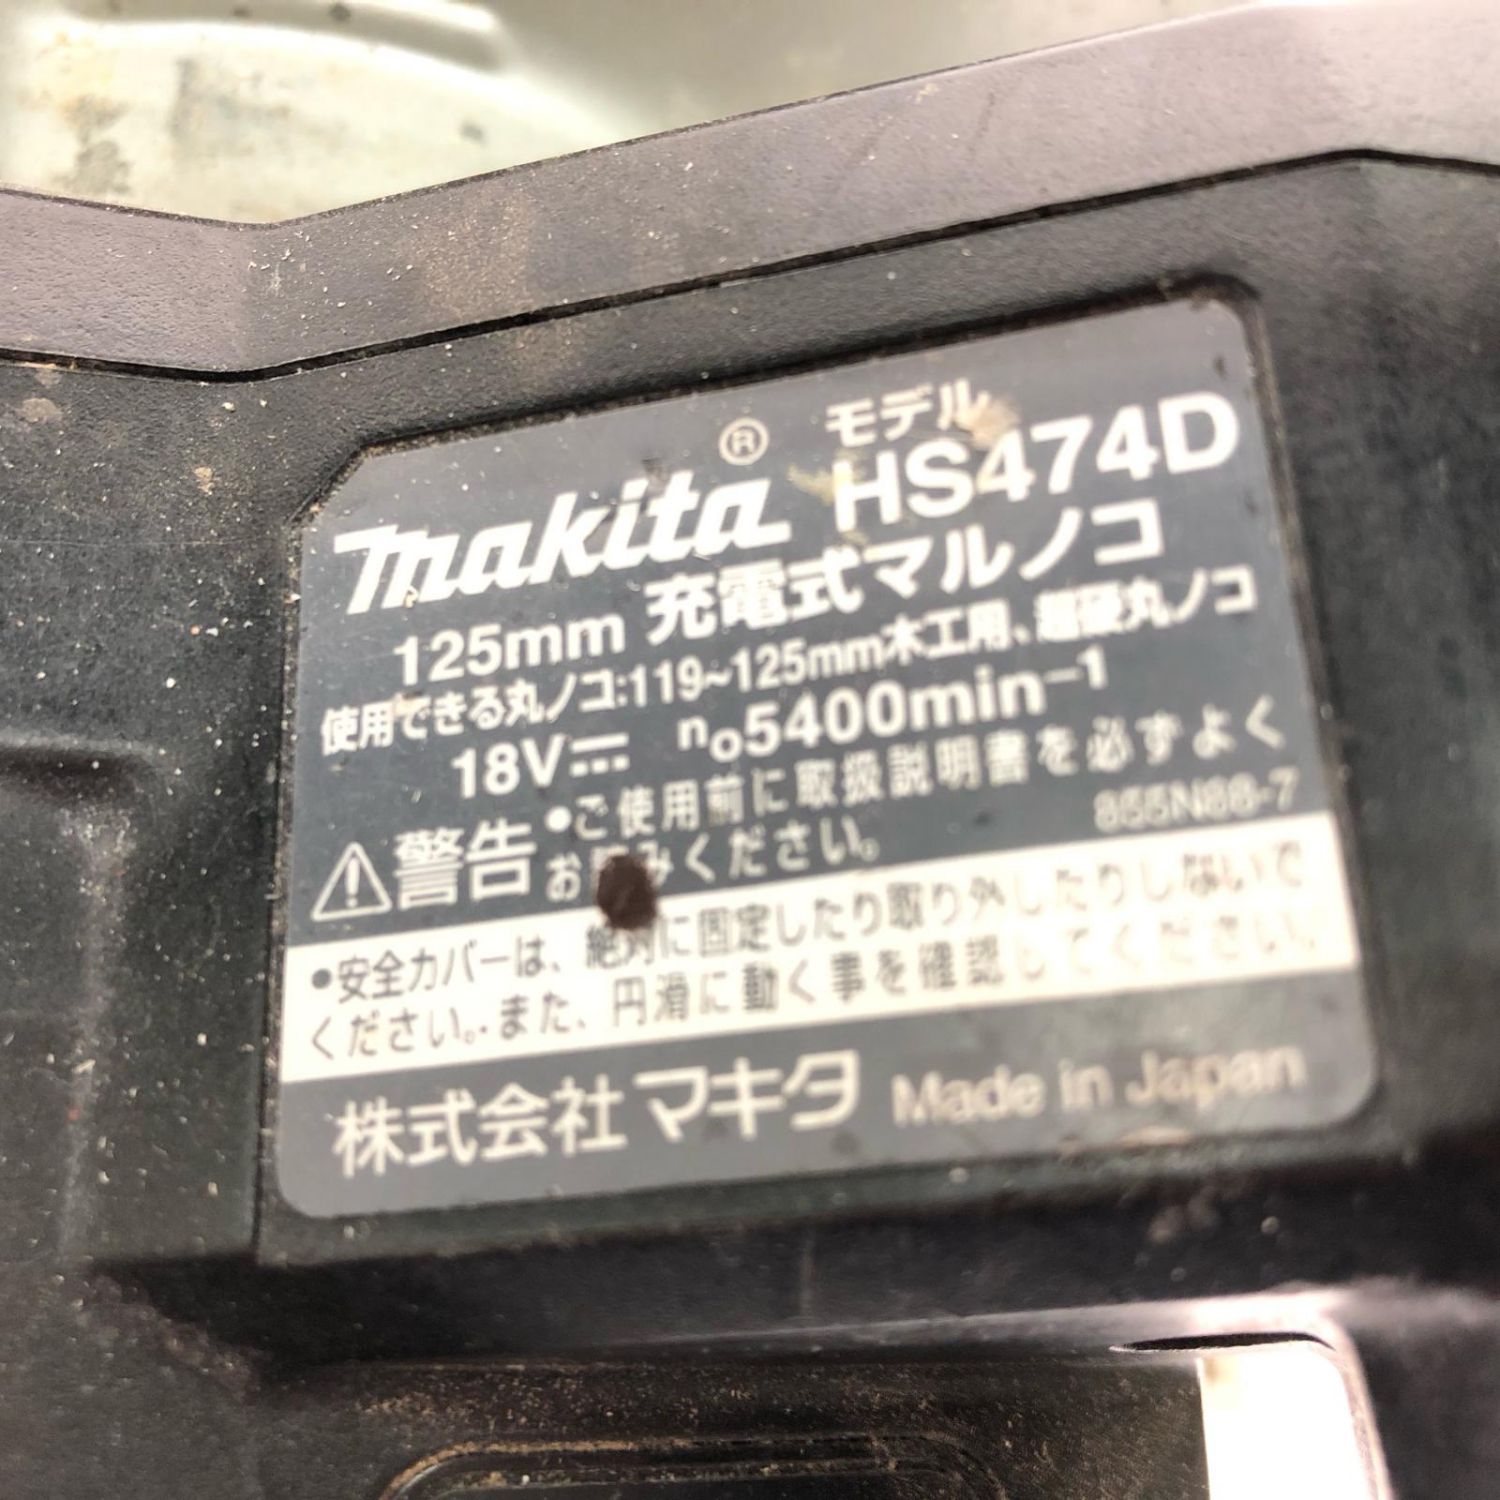 モデル
makita® HS474D
125mm 充電式マルノコ
使用できる丸ノコ:119~125mm木工用、超硬丸ノコ
18V⎓ n₀5400min⁻¹
⚠警告 •ご使用前に取扱説明書を必ずよく
お みください。
855N88-7
•安全カバーは、絶対に固定したり取り外したりしないで
ください。・また、円滑に動く事を確認してください。
株式会社マキタ Made in Japan